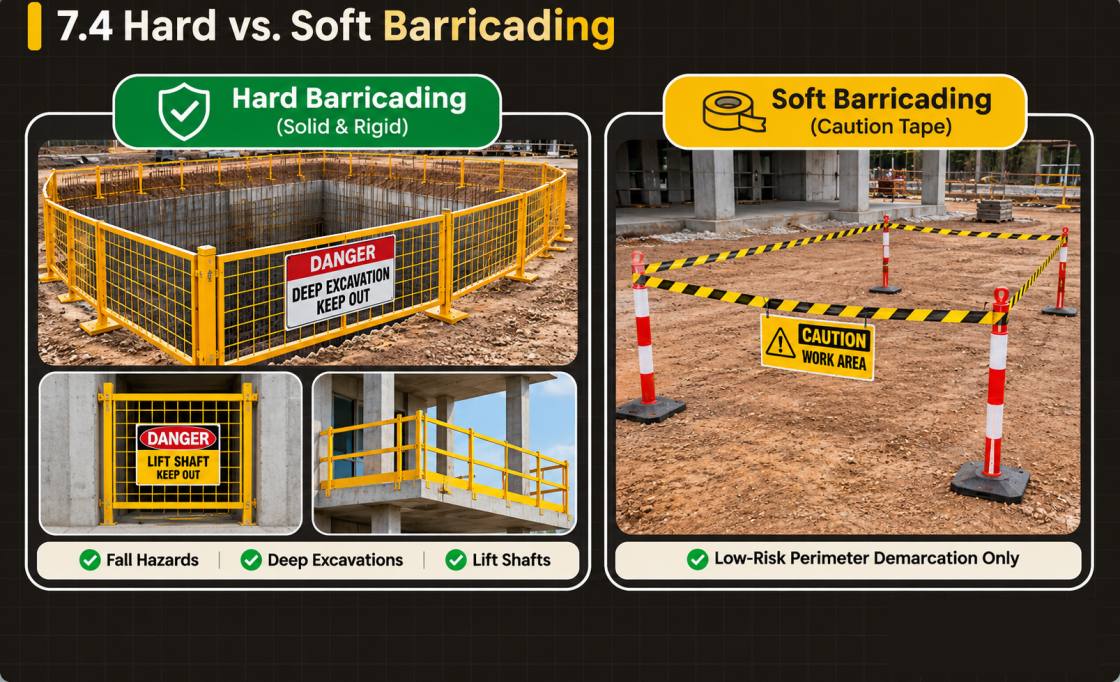 7.4 Hard vs. Soft Barricading
Hard Barricading
(Solid & Rigid)
DANGER
DEEP EXCAVATION
KEEP OUT
DANGER
LIFT SHAFT
KEEP OUT
Fall Hazards
Deep Excavations
Lift Shafts
Soft Barricading
(Caution Tape)
CAUTION
WORK AREA
Low-Risk Perimeter Demarcation Only